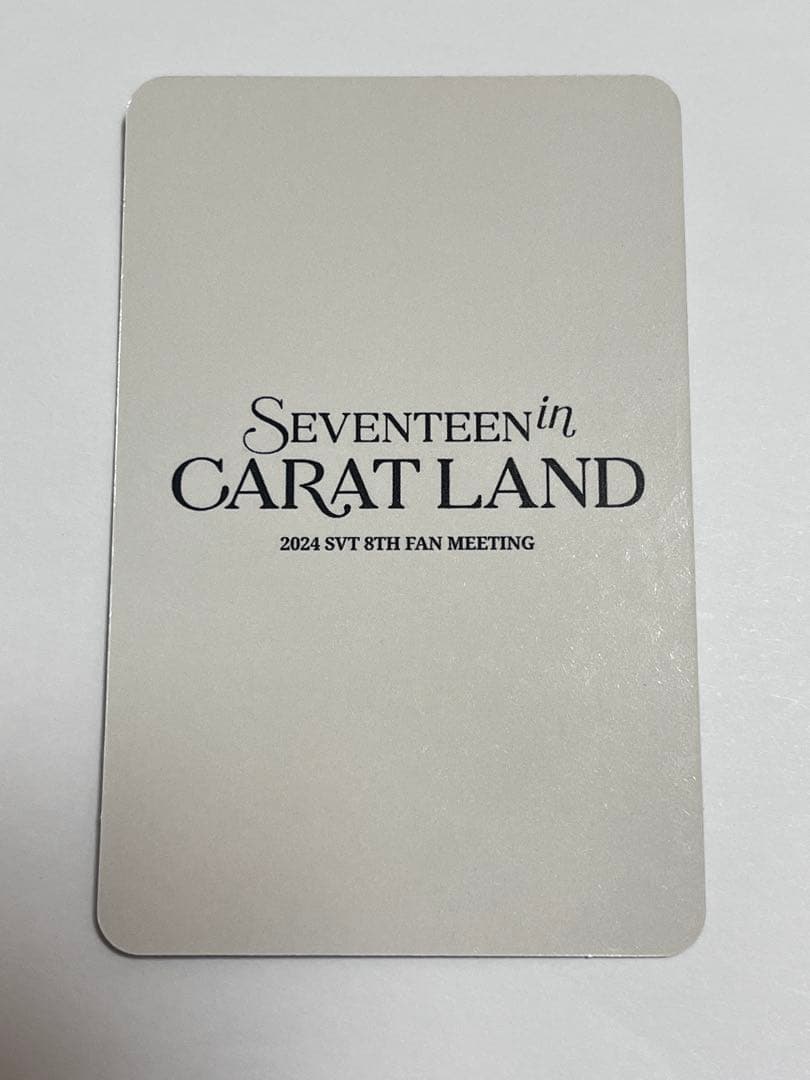 SEVENTEEN in
CARAT LAND
2024 SVT 8TH FAN MEETING